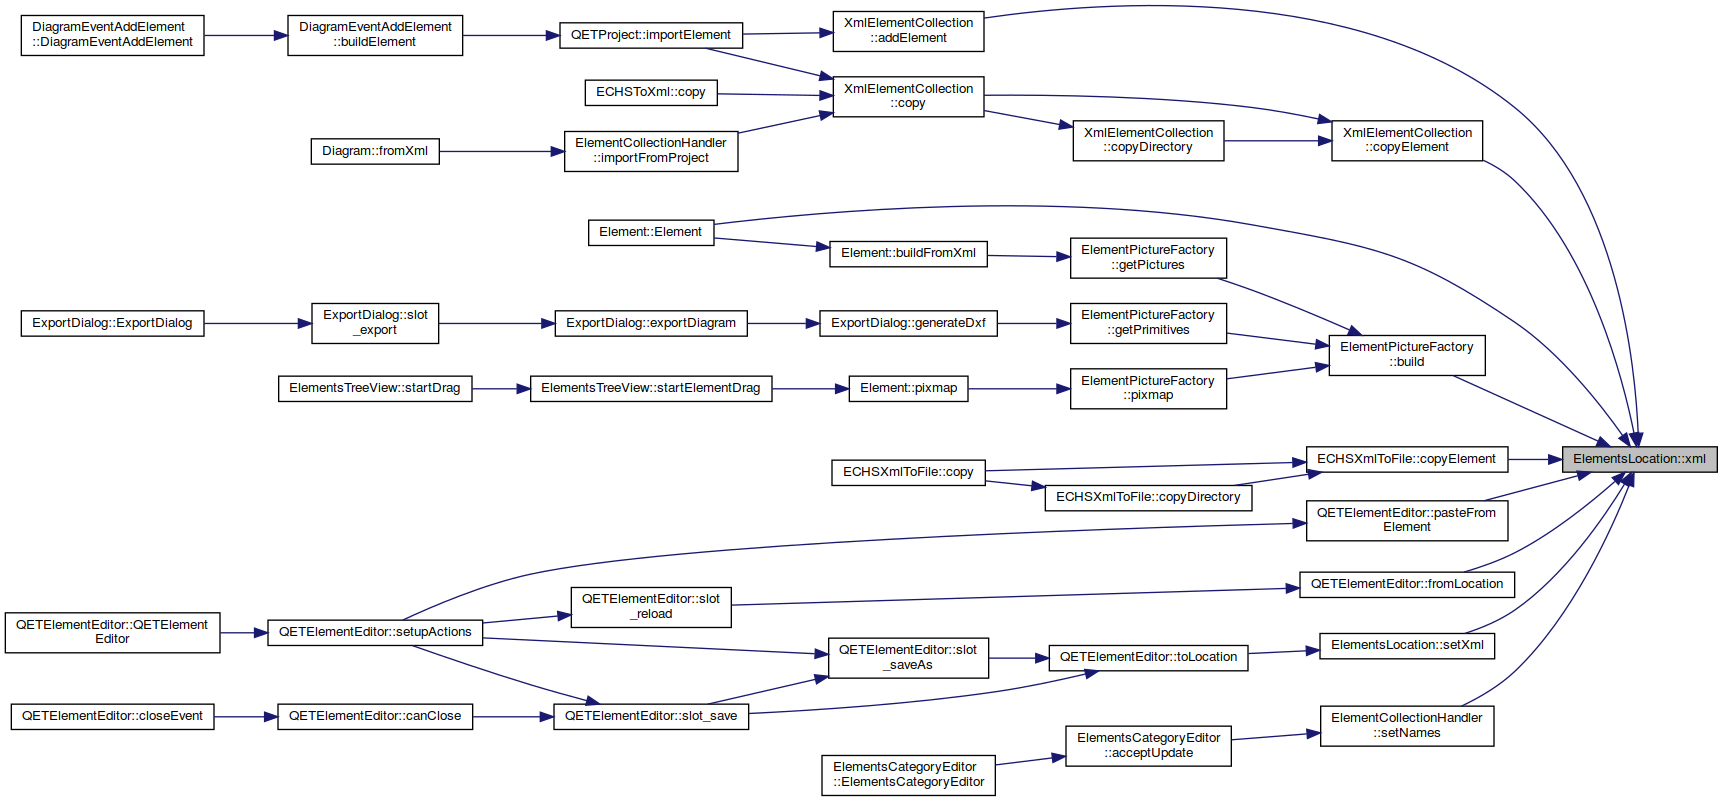 DiagramEventAddElement
::DiagramEventAddElement
DiagramEventAddElement
::buildElement
QETProject::importElement
XmlElementCollection
::addElement
ECHSToXml::copy
XmlElementCollection
::copy
Diagram::fromXml
ElementCollectionHandler
::importFromProject
XmlElementCollection
::copyDirectory
XmlElementCollection
::copyElement
Element::Element
Element::buildFromXml
ElementPictureFactory
::getPictures
ExportDialog::ExportDialog
ExportDialog::slot
_export
ExportDialog::exportDiagram
ExportDialog::generateDxf
ElementPictureFactory
::getPrimitives
ElementPictureFactory
::build
ElementsTreeView::startDrag
ElementsTreeView::startElementDrag
Element::pixmap
ElementPictureFactory
::pixmap
ECHSXmlToFile::copy
ECHSXmlToFile::copyElement
ElementsLocation::xml
ECHSXmlToFile::copyDirectory
QETElementEditor::pasteFrom
Element
QETElementEditor::fromLocation
QETElementEditor::slot
_reload
QETElementEditor::QETElement
Editor
QETElementEditor::setupActions
QETElementEditor::slot
_saveAs
QETElementEditor::toLocation
ElementsLocation::setXml
QETElementEditor::closeEvent
QETElementEditor::canClose
QETElementEditor::slot_save
ElementCollectionHandler
::setNames
ElementsCategoryEditor
::acceptUpdate
ElementsCategoryEditor
::ElementsCategoryEditor